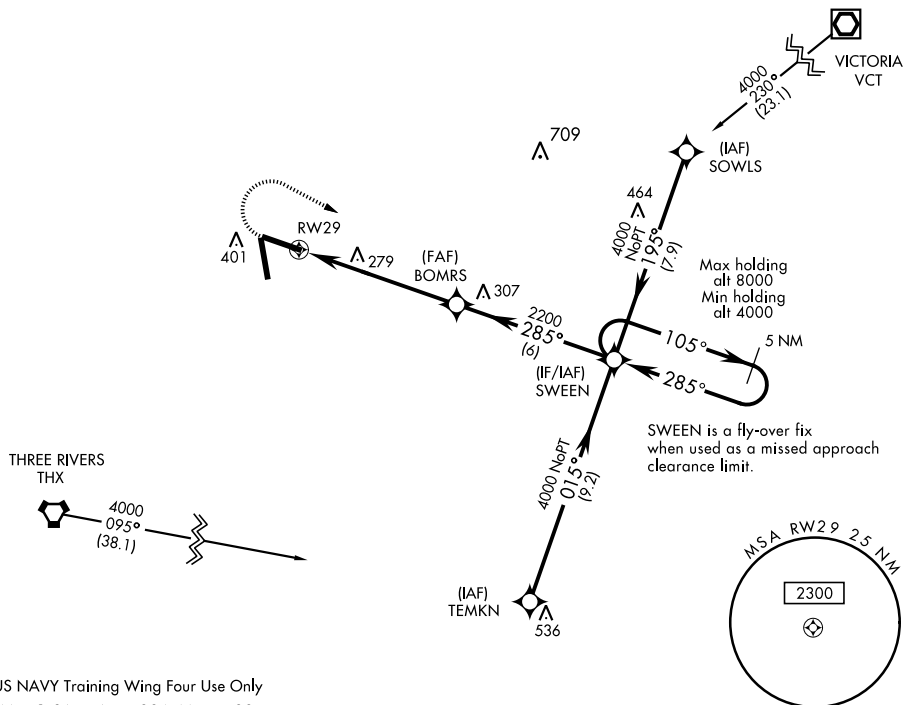 VICTORIA
VCT
4000
230°
(23.1)
709
(IAF)
SOWLS
464
4000
NoPT
195°
(7.9)
RW29
401
279
(FAF)
BOMRS
307
2200
285°
(6)
Max holding
alt 8000
Min holding
alt 4000
105°
5 NM
285°
(IF/IAF)
SWEEN
SWEEN is a fly-over fix
when used as a missed approach
clearance limit.
4000 NoPT
015°
(9.2)
THREE RIVERS
THX
4000
095°
(38.1)
(IAF)
TEMKN
536
MSA RW29 25 NM
2300
US NAVY Training Wing Four Use Only